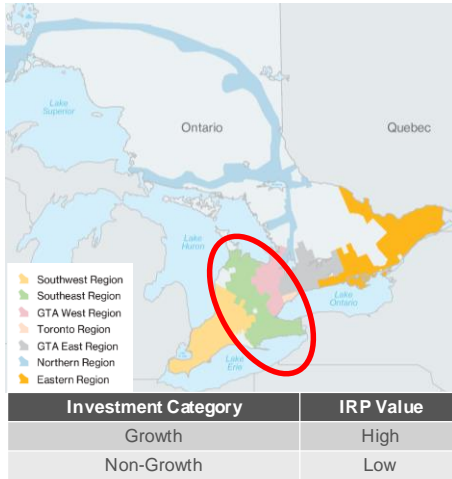 Lake
Superior
Ontario
Quebec
Lake
Huron
Lake
Ontario
Lake
Erie
Southwest Region
Southeast Region
GTA West Region
Toronto Region
GTA East Region
Northern Region
Eastern Region
Investment Category IRP Value
Growth High
Non-Growth Low